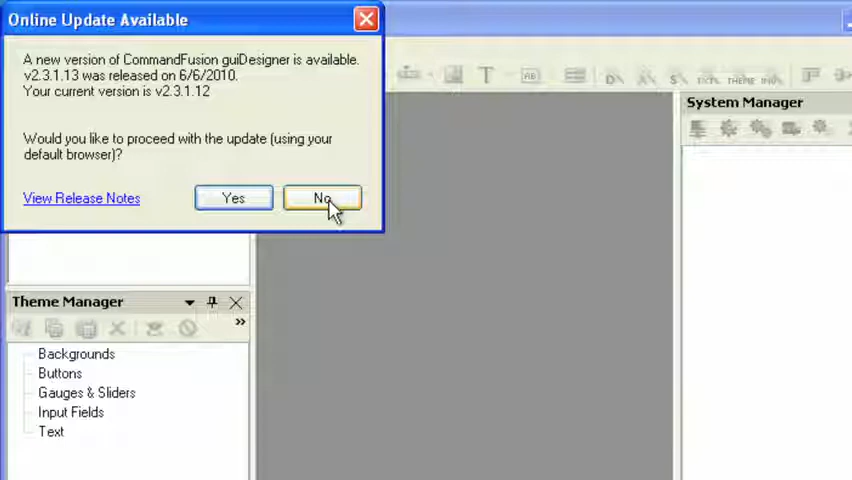 Online Update Available
A new version of CommandFusion guiDesigner is available.
v2.3.1.13 was released on 6/6/2010.
Your current version is v2.3.1.12
Would you like to proceed with the update (using your
default browser)?
View Release Notes
Yes
No
T
THEME
System Manager
Theme Manager
Backgrounds
Buttons
Gauges & Sliders
Input Fields
Text